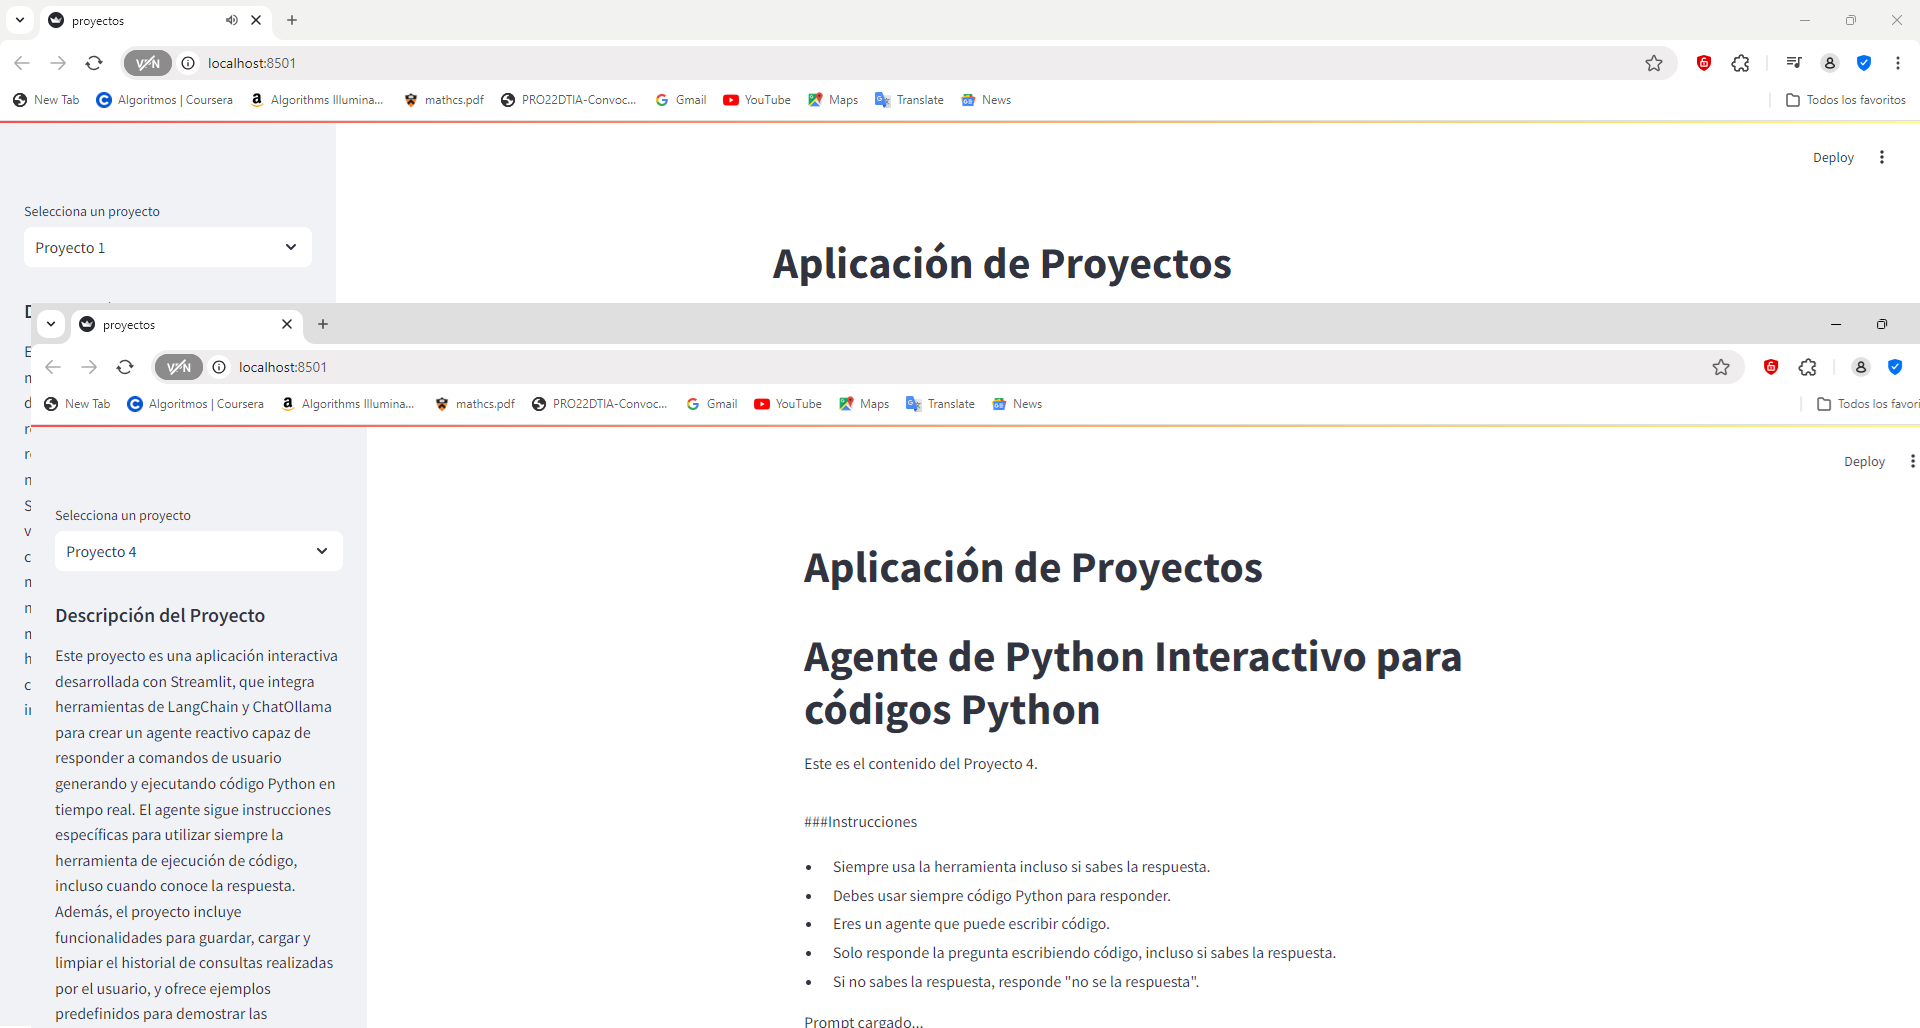 proyectos
VPN
localhost:8501
New Tab
Algoritmos | Coursera
Algorithms Illumina...
mathcs.pdf
PRO22DTIA-Convoc...
Gmail
YouTube
Maps
Translate
News
Todos los favoritos
Deploy
Selecciona un proyecto
Proyecto 1
Aplicación de Proyectos
proyectos
VPN
localhost:8501
New Tab
Algoritmos | Coursera
Algorithms Illumina...
mathcs.pdf
PRO22DTIA-Convoc...
Gmail
YouTube
Maps
Translate
News
Todos los favori
Deploy
Selecciona un proyecto
Proyecto 4
Descripción del Proyecto
Este proyecto es una aplicación interactiva
desarrollada con Streamlit, que integra
herramientas de LangChain y ChatOllama
para crear un agente reactivo capaz de
responder a comandos de usuario
generando y ejecutando código Python en
tiempo real. El agente sigue instrucciones
específicas para utilizar siempre la
herramienta de ejecución de código,
incluso cuando conoce la respuesta.
Además, el proyecto incluye
funcionalidades para guardar, cargar y
limpiar el historial de consultas realizadas
por el usuario, y ofrece ejemplos
predefinidos para demostrar las
Aplicación de Proyectos
Agente de Python Interactivo para
códigos Python
Este es el contenido del Proyecto 4.
###Instrucciones
• Siempre usa la herramienta incluso si sabes la respuesta.
• Debes usar siempre código Python para responder.
• Eres un agente que puede escribir código.
• Solo responde la pregunta escribiendo código, incluso si sabes la respuesta.
• Si no sabes la respuesta, responde "no se la respuesta".
Prompt cargado...